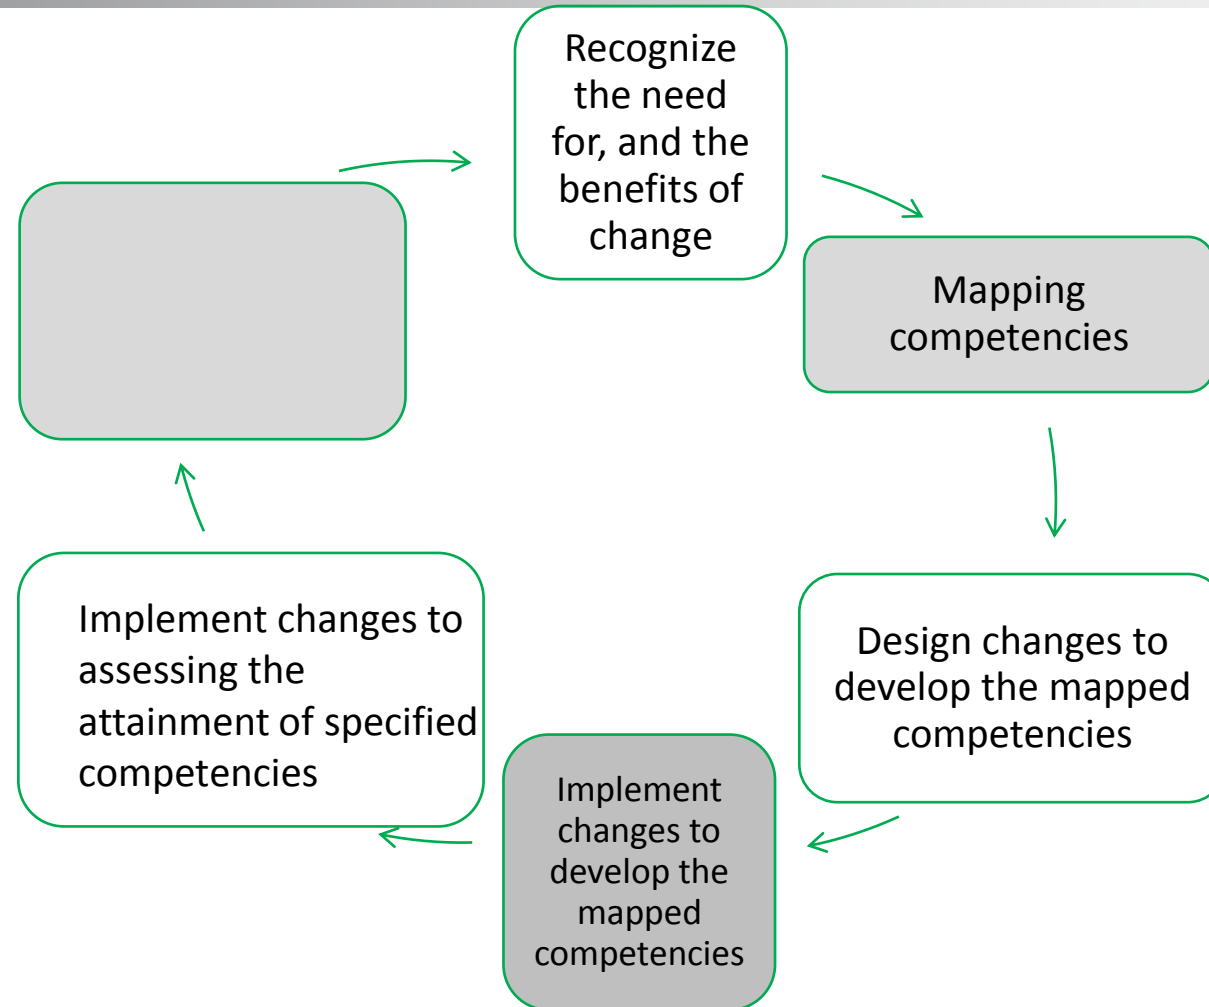 Recognize
the need
for, and the
benefits of
change
Mapping
competencies
Design changes to
develop the mapped
competencies
Implement
changes to
develop the
mapped
competencies
Implement changes to
assessing the
attainment of specified
competencies